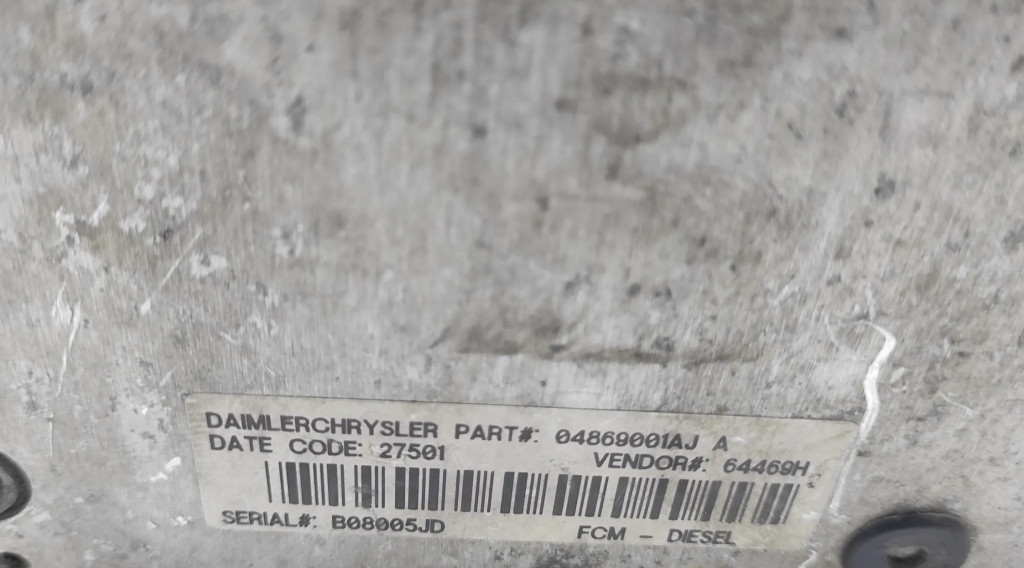 DAIMLERCHRYSLER PART#: 04869001AJ A
DATE CODE: 27501 VENDOR#: 64469H
SERIAL#: B08005JD FCM - DIESEL